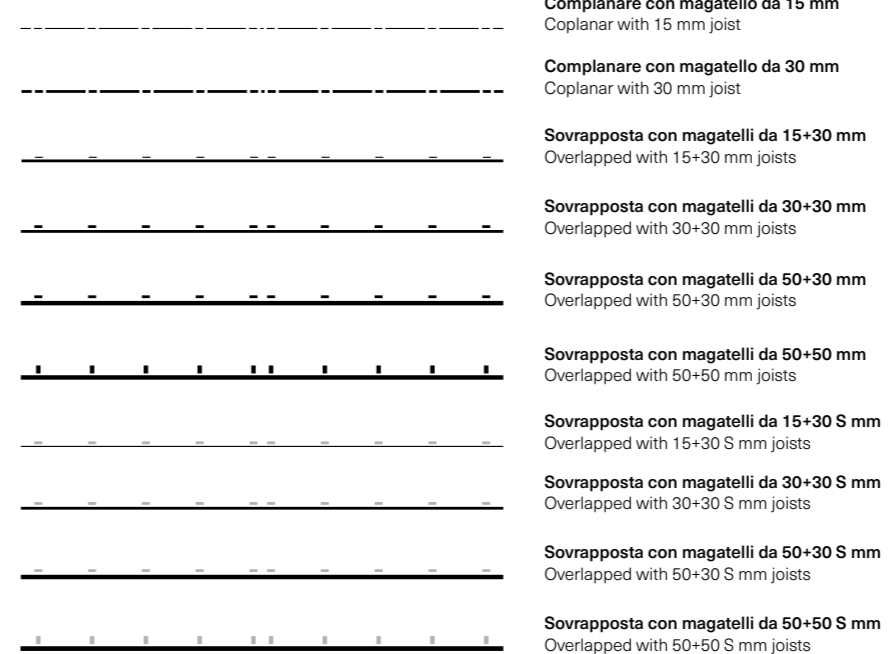 Complanare con magatello da 15 mm
Coplanar with 15 mm joist
Complanare con magatello da 30 mm
Coplanar with 30 mm joist
Sovrapposta con magatelli da 15+30 mm
Overlapped with 15+30 mm joists
Sovrapposta con magatelli da 30+30 mm
Overlapped with 30+30 mm joists
Sovrapposta con magatelli da 50+30 mm
Overlapped with 50+30 mm joists
Sovrapposta con magatelli da 50+50 mm
Overlapped with 50+50 mm joists
Sovrapposta con magatelli da 15+30 S mm
Overlapped with 15+30 S mm joists
Sovrapposta con magatelli da 30+30 S mm
Overlapped with 30+30 S mm joists
Sovrapposta con magatelli da 50+30 S mm
Overlapped with 50+30 S mm joists
Sovrapposta con magatelli da 50+50 S mm
Overlapped with 50+50 S mm joists